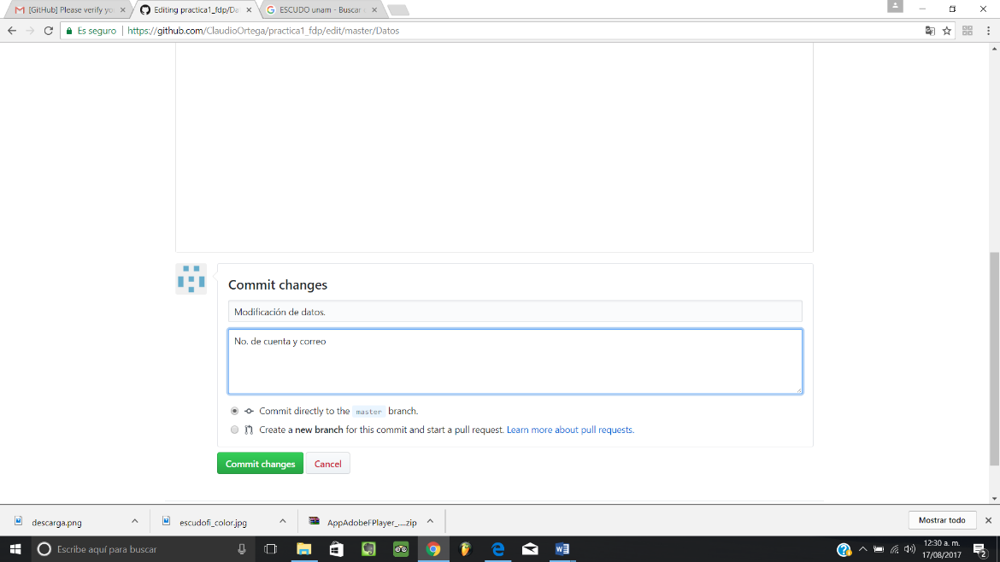 [GitHub] Please verify yo
Editing practica1_fdp/Da
ESCUDO unam - Buscar
Es seguro
https://github.com/ClaudioOrtega/practica1_fdp/edit/master/Datos
Commit changes
Modificación de datos.
No. de cuenta y correo
Commit directly to the master branch.
Create a new branch for this commit and start a pull request. Learn more about pull requests.
Commit changes
Cancel
descarga.png
escudofi_color.jpg
AppAdobeFPlayer_....zip
Mostrar todo
Escribe aquí para buscar
12:30 a. m.
17/08/2017
2